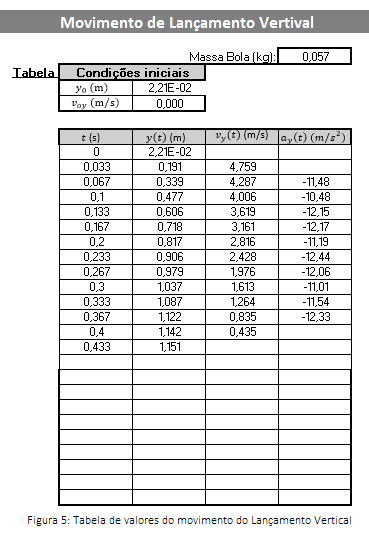 Movimento de Lançamento Vertival
Massa Bola (kg): 0,057
Tabela Condições iniciais
y₀ (m) 2,21E-02
v₀y (m/s) 0,000
t (s) y(t) (m) vy(t) (m/s) ay(t) (m/s²)
0 2,21E-02
0,033 0,191 4,759
0,067 0,339 4,287 -11,48
0,1 0,477 4,006 -10,48
0,133 0,606 3,619 -12,15
0,167 0,718 3,161 -12,17
0,2 0,817 2,816 -11,19
0,233 0,906 2,428 -12,44
0,267 0,979 1,976 -12,06
0,3 1,037 1,613 -11,01
0,333 1,087 1,264 -11,54
0,367 1,122 0,835 -12,33
0,4 1,142 0,435
0,433 1,151
Figura 5: Tabela de valores do movimento do Lançamento Vertical